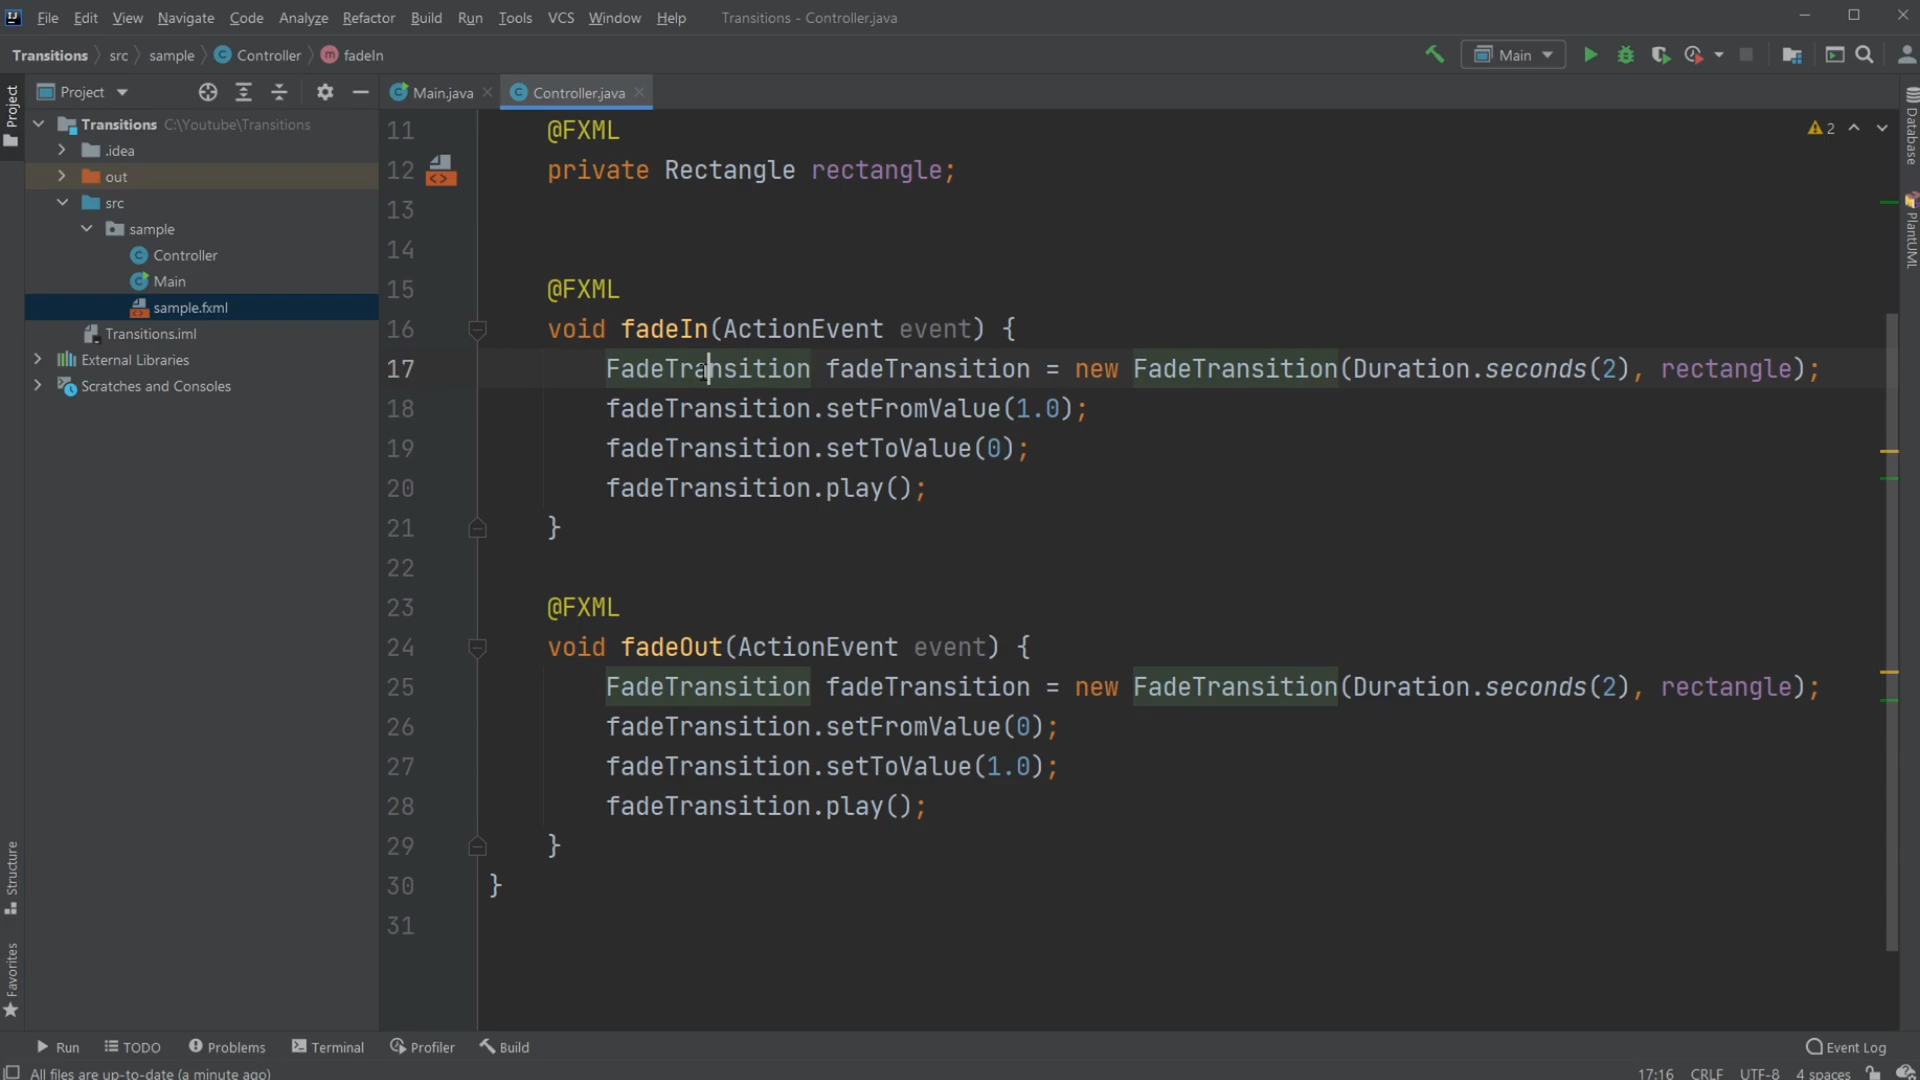 File Edit View Navigate Code Analyze Refactor Build Run Tools VCS Window Help Transitions - Controller.java
Transitions src sample Controller fadeIn Main
Project Project Main.java Controller.java
Transitions C:\Youtube\Transitions
.idea
out
src
sample
Controller
Main
sample.fxml
Transitions.iml
External Libraries
Scratches and Consoles
11 @FXML
12 private Rectangle rectangle;
13
14
15 @FXML
16 void fadeIn(ActionEvent event) {
17 FadeTransition fadeTransition = new FadeTransition(Duration.seconds(2), rectangle);
18 fadeTransition.setFromValue(1.0);
19 fadeTransition.setToValue(0);
20 fadeTransition.play();
21 }
22
23 @FXML
24 void fadeOut(ActionEvent event) {
25 FadeTransition fadeTransition = new FadeTransition(Duration.seconds(2), rectangle);
26 fadeTransition.setFromValue(0);
27 fadeTransition.setToValue(1.0);
28 fadeTransition.play();
29 }
30 }
31
2
Database
PlantUML
Structure
Favorites
Run TODO Problems Terminal Profiler Build Event Log
All files are up-to-date (a minute ago) 17:16 CRLF UTF-8 4 spaces